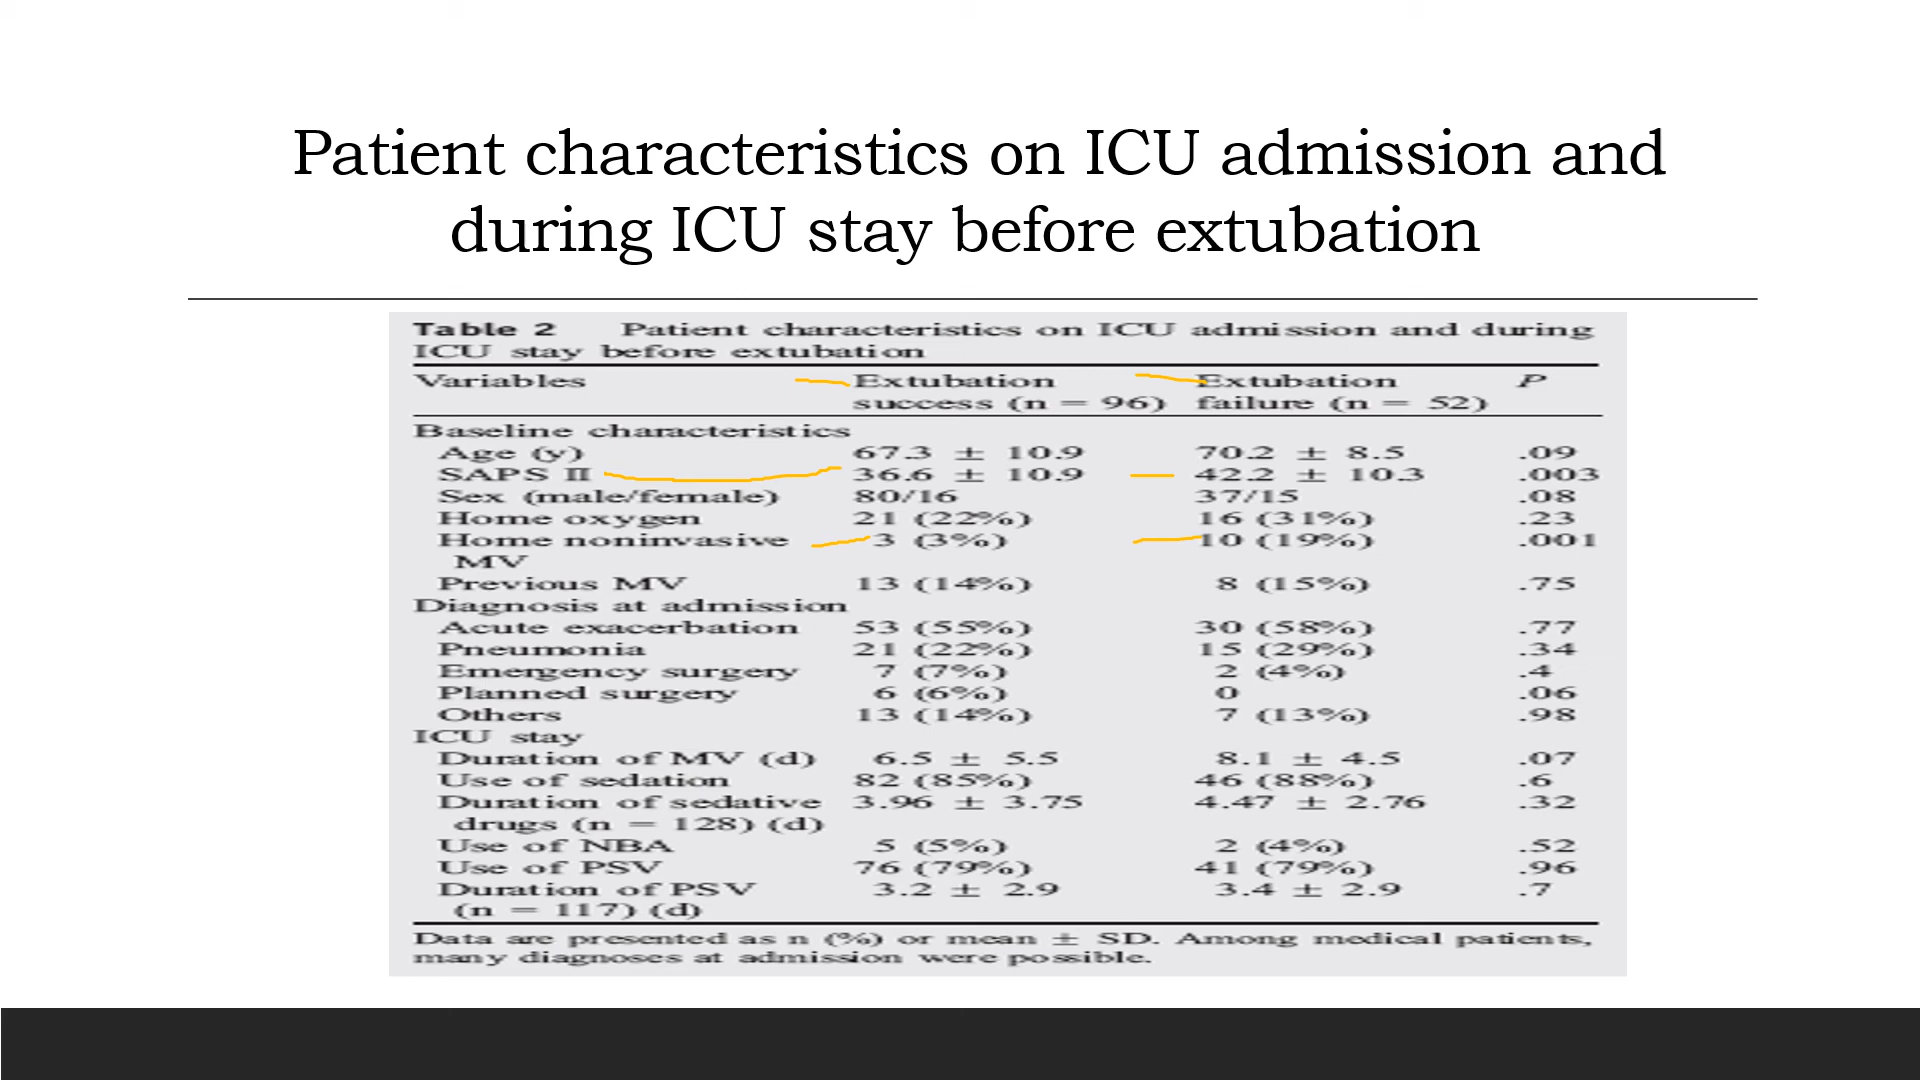 Patient characteristics on ICU admission and
during ICU stay before extubation
Table 2 Patient characteristics on ICU admission and during
ICU stay before extubation
Variables Extubation Extubation P
success (n = 96) failure (n = 52)
Baseline characteristics
Age (y) 67.3 ± 10.9 70.2 ± 8.5 .09
SAPS II 36.6 ± 10.9 42.2 ± 10.3 .003
Sex (male/female) 80/16 37/15 .08
Home oxygen 21 (22%) 16 (31%) .23
Home noninvasive 3 (3%) 10 (19%) .001
MV
Previous MV 13 (14%) 8 (15%) .75
Diagnosis at admission
Acute exacerbation 53 (55%) 30 (58%) .77
Pneumonia 21 (22%) 15 (29%) .34
Emergency surgery 7 (7%) 2 (4%) .4
Planned surgery 6 (6%) 0 .06
Others 13 (14%) 7 (13%) .98
ICU stay
Duration of MV (d) 6.5 ± 5.5 8.1 ± 4.5 .07
Use of sedation 82 (85%) 46 (88%) .6
Duration of sedative 3.96 ± 3.75 4.47 ± 2.76 .32
drugs (n = 128) (d)
Use of NBA 5 (5%) 2 (4%) .52
Use of PSV 76 (79%) 41 (79%) .96
Duration of PSV 3.2 ± 2.9 3.4 ± 2.9 .7
(n = 117) (d)
Data are presented as n (%) or mean ± SD. Among medical patients,
many diagnoses at admission were possible.